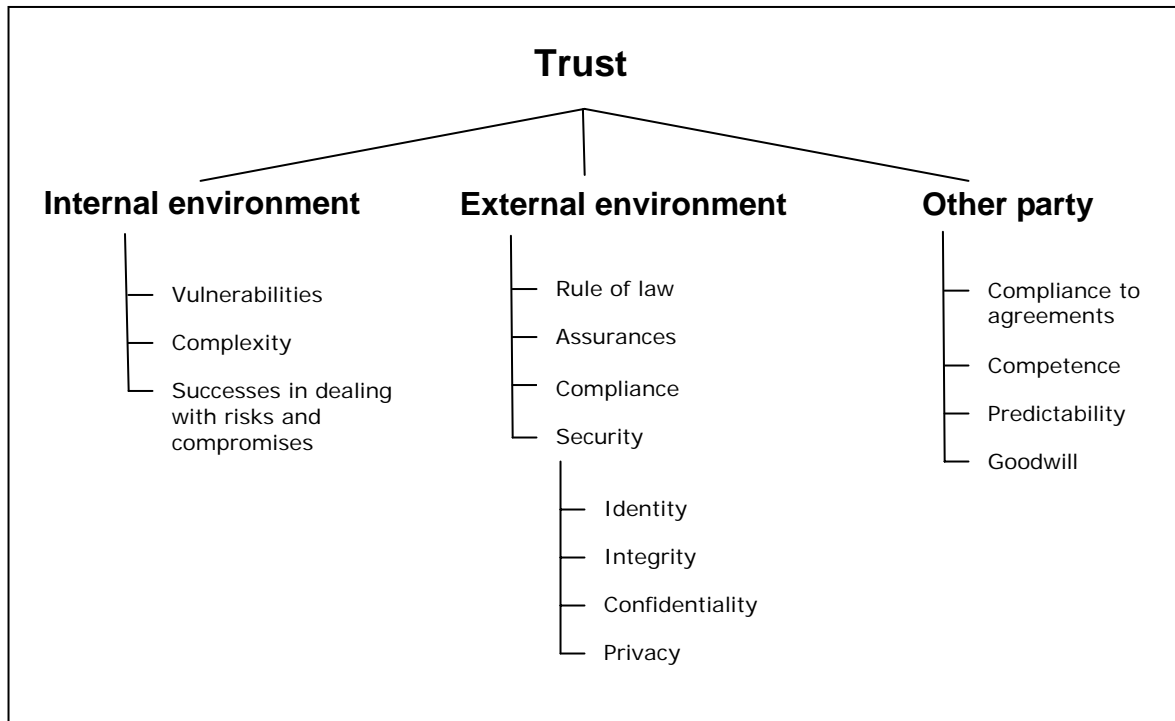 Trust
Internal environment
Vulnerabilities
Complexity
Successes in dealing
with risks and
compromises
External environment
Rule of law
Assurances
Compliance
Security
Identity
Integrity
Confidentiality
Privacy
Other party
Compliance to
agreements
Competence
Predictability
Goodwill